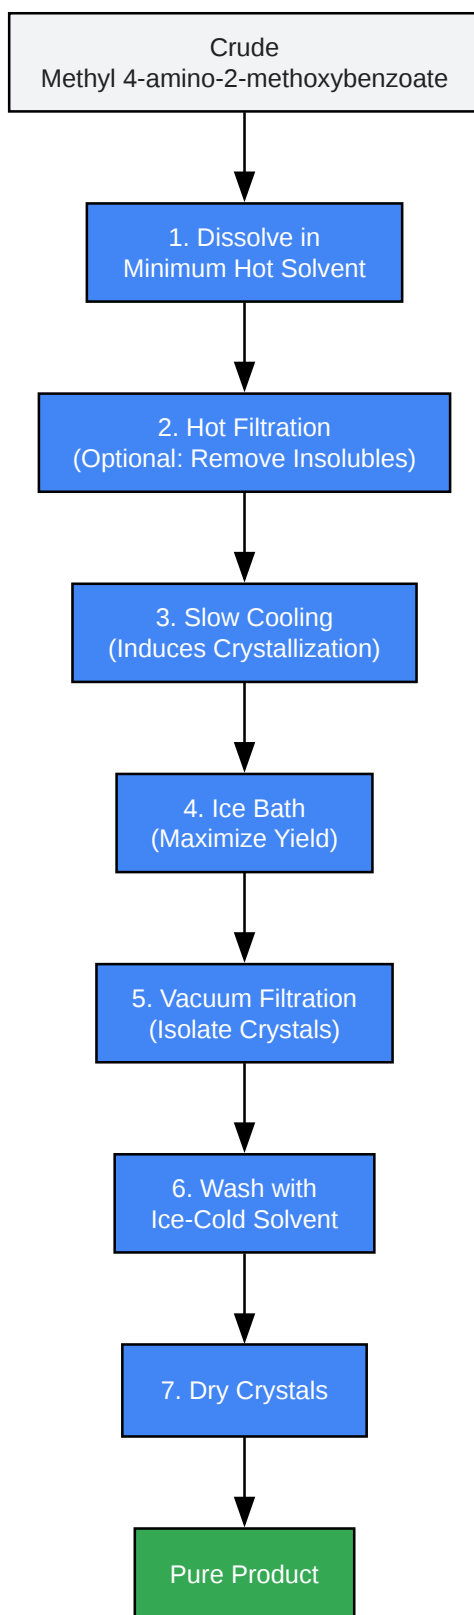 Crude
Methyl 4-amino-2-methoxybenzoate
1. Dissolve in
Minimum Hot Solvent
2. Hot Filtration
(Optional: Remove Insolubles)
3. Slow Cooling
(Induces Crystallization)
4. Ice Bath
(Maximize Yield)
5. Vacuum Filtration
(Isolate Crystals)
6. Wash with
Ice-Cold Solvent
7. Dry Crystals
Pure Product